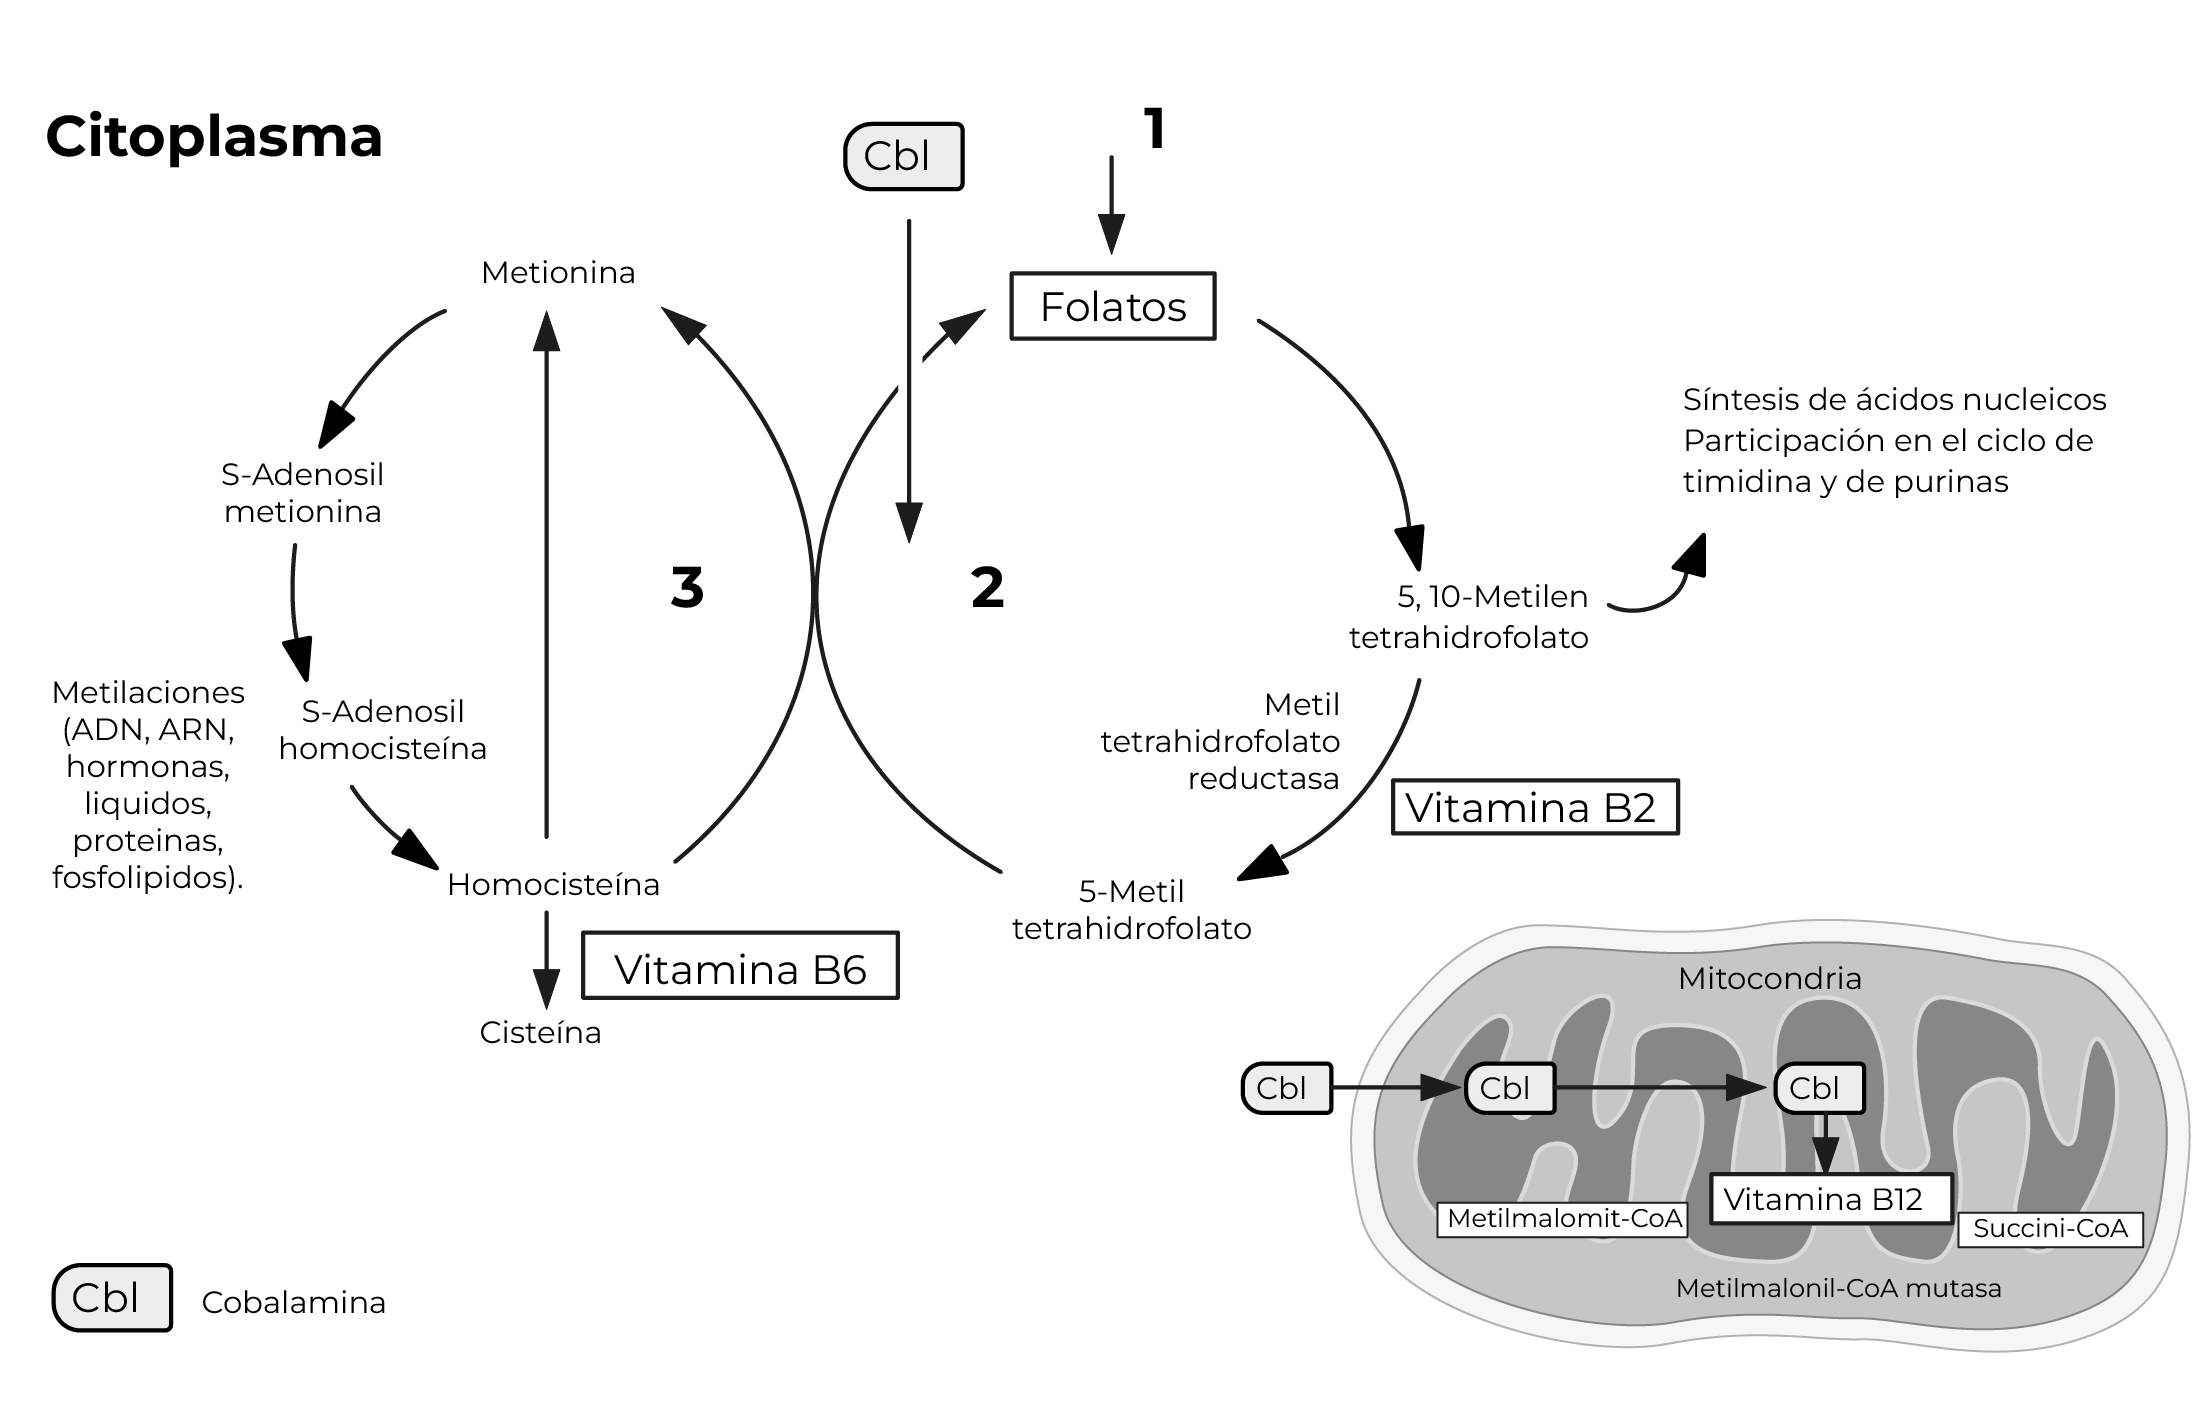 Citoplasma
Cbl
1
Folatos
Metionina
S-Adenosil
metionina
3
2
Síntesis de ácidos nucleicos
Participación en el ciclo de
timidina y de purinas
5, 10-Metilen
tetrahidrofolato
Metilaciones
(ADN, ARN,
hormonas,
liquidos,
proteinas,
fosfolipidos).
S-Adenosil
homocisteína
Metil
tetrahidrofolato
reductasa
Vitamina B2
Homocisteína
5-Metil
tetrahidrofolato
Vitamina B6
Cisteína
Mitocondria
Cbl
Cbl
Cbl
Vitamina B12
Metilmalomit-CoA
Succini-CoA
Metilmalonil-CoA mutasa
Cbl
Cobalamina